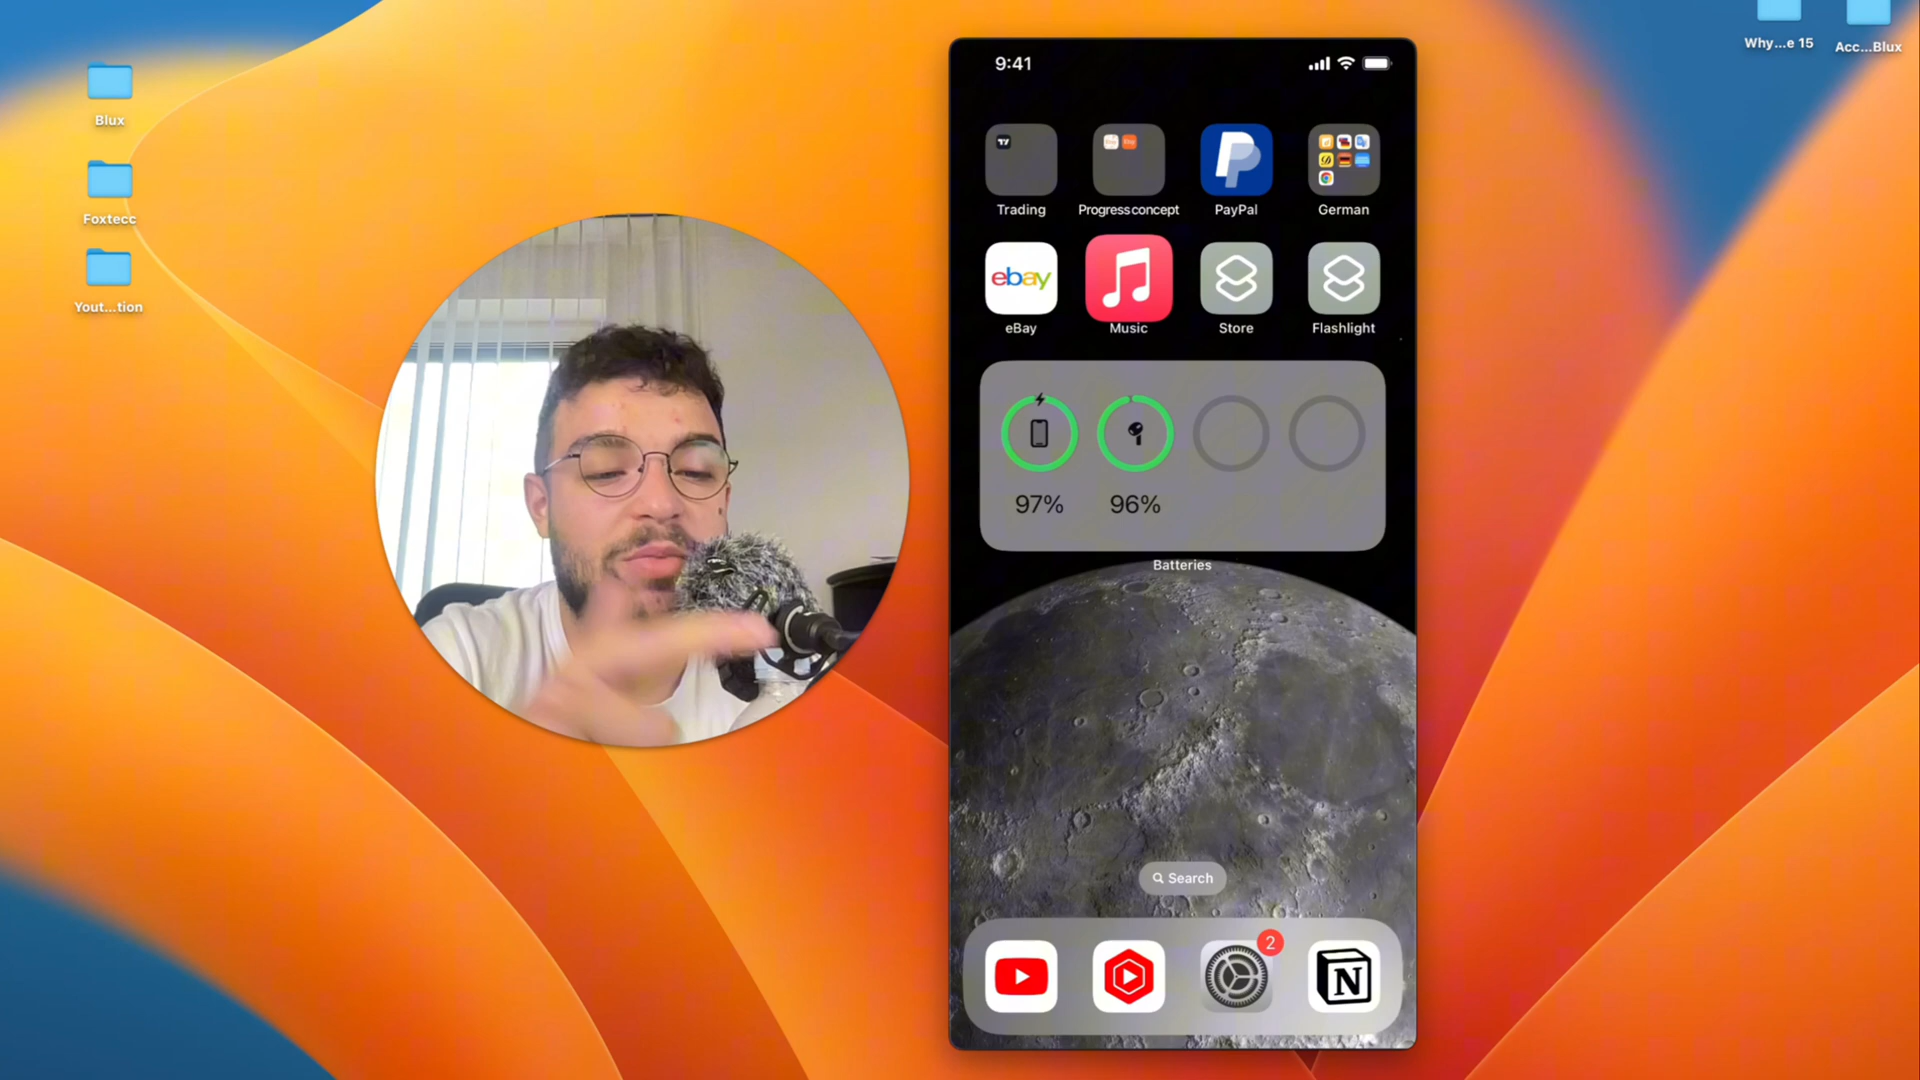 Blux
Foxtecc
Yout...tion
Why...e 15
Acc...Blux
9:41
Trading
Progressconcept
PayPal
German
ebay
eBay
Music
Store
Flashlight
97%
96%
Batteries
Search
2
N